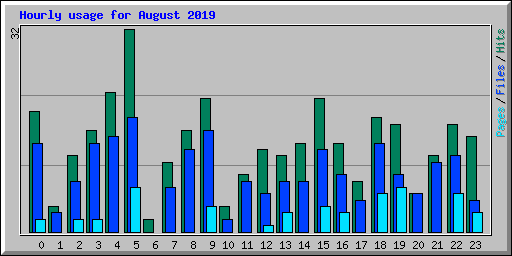 Hourly usage for August 2019
32
Pages/Files/Hits
0 1 2 3 4 5 6 7 8 9 10 11 12 13 14 15 16 17 18 19 20 21 22 23